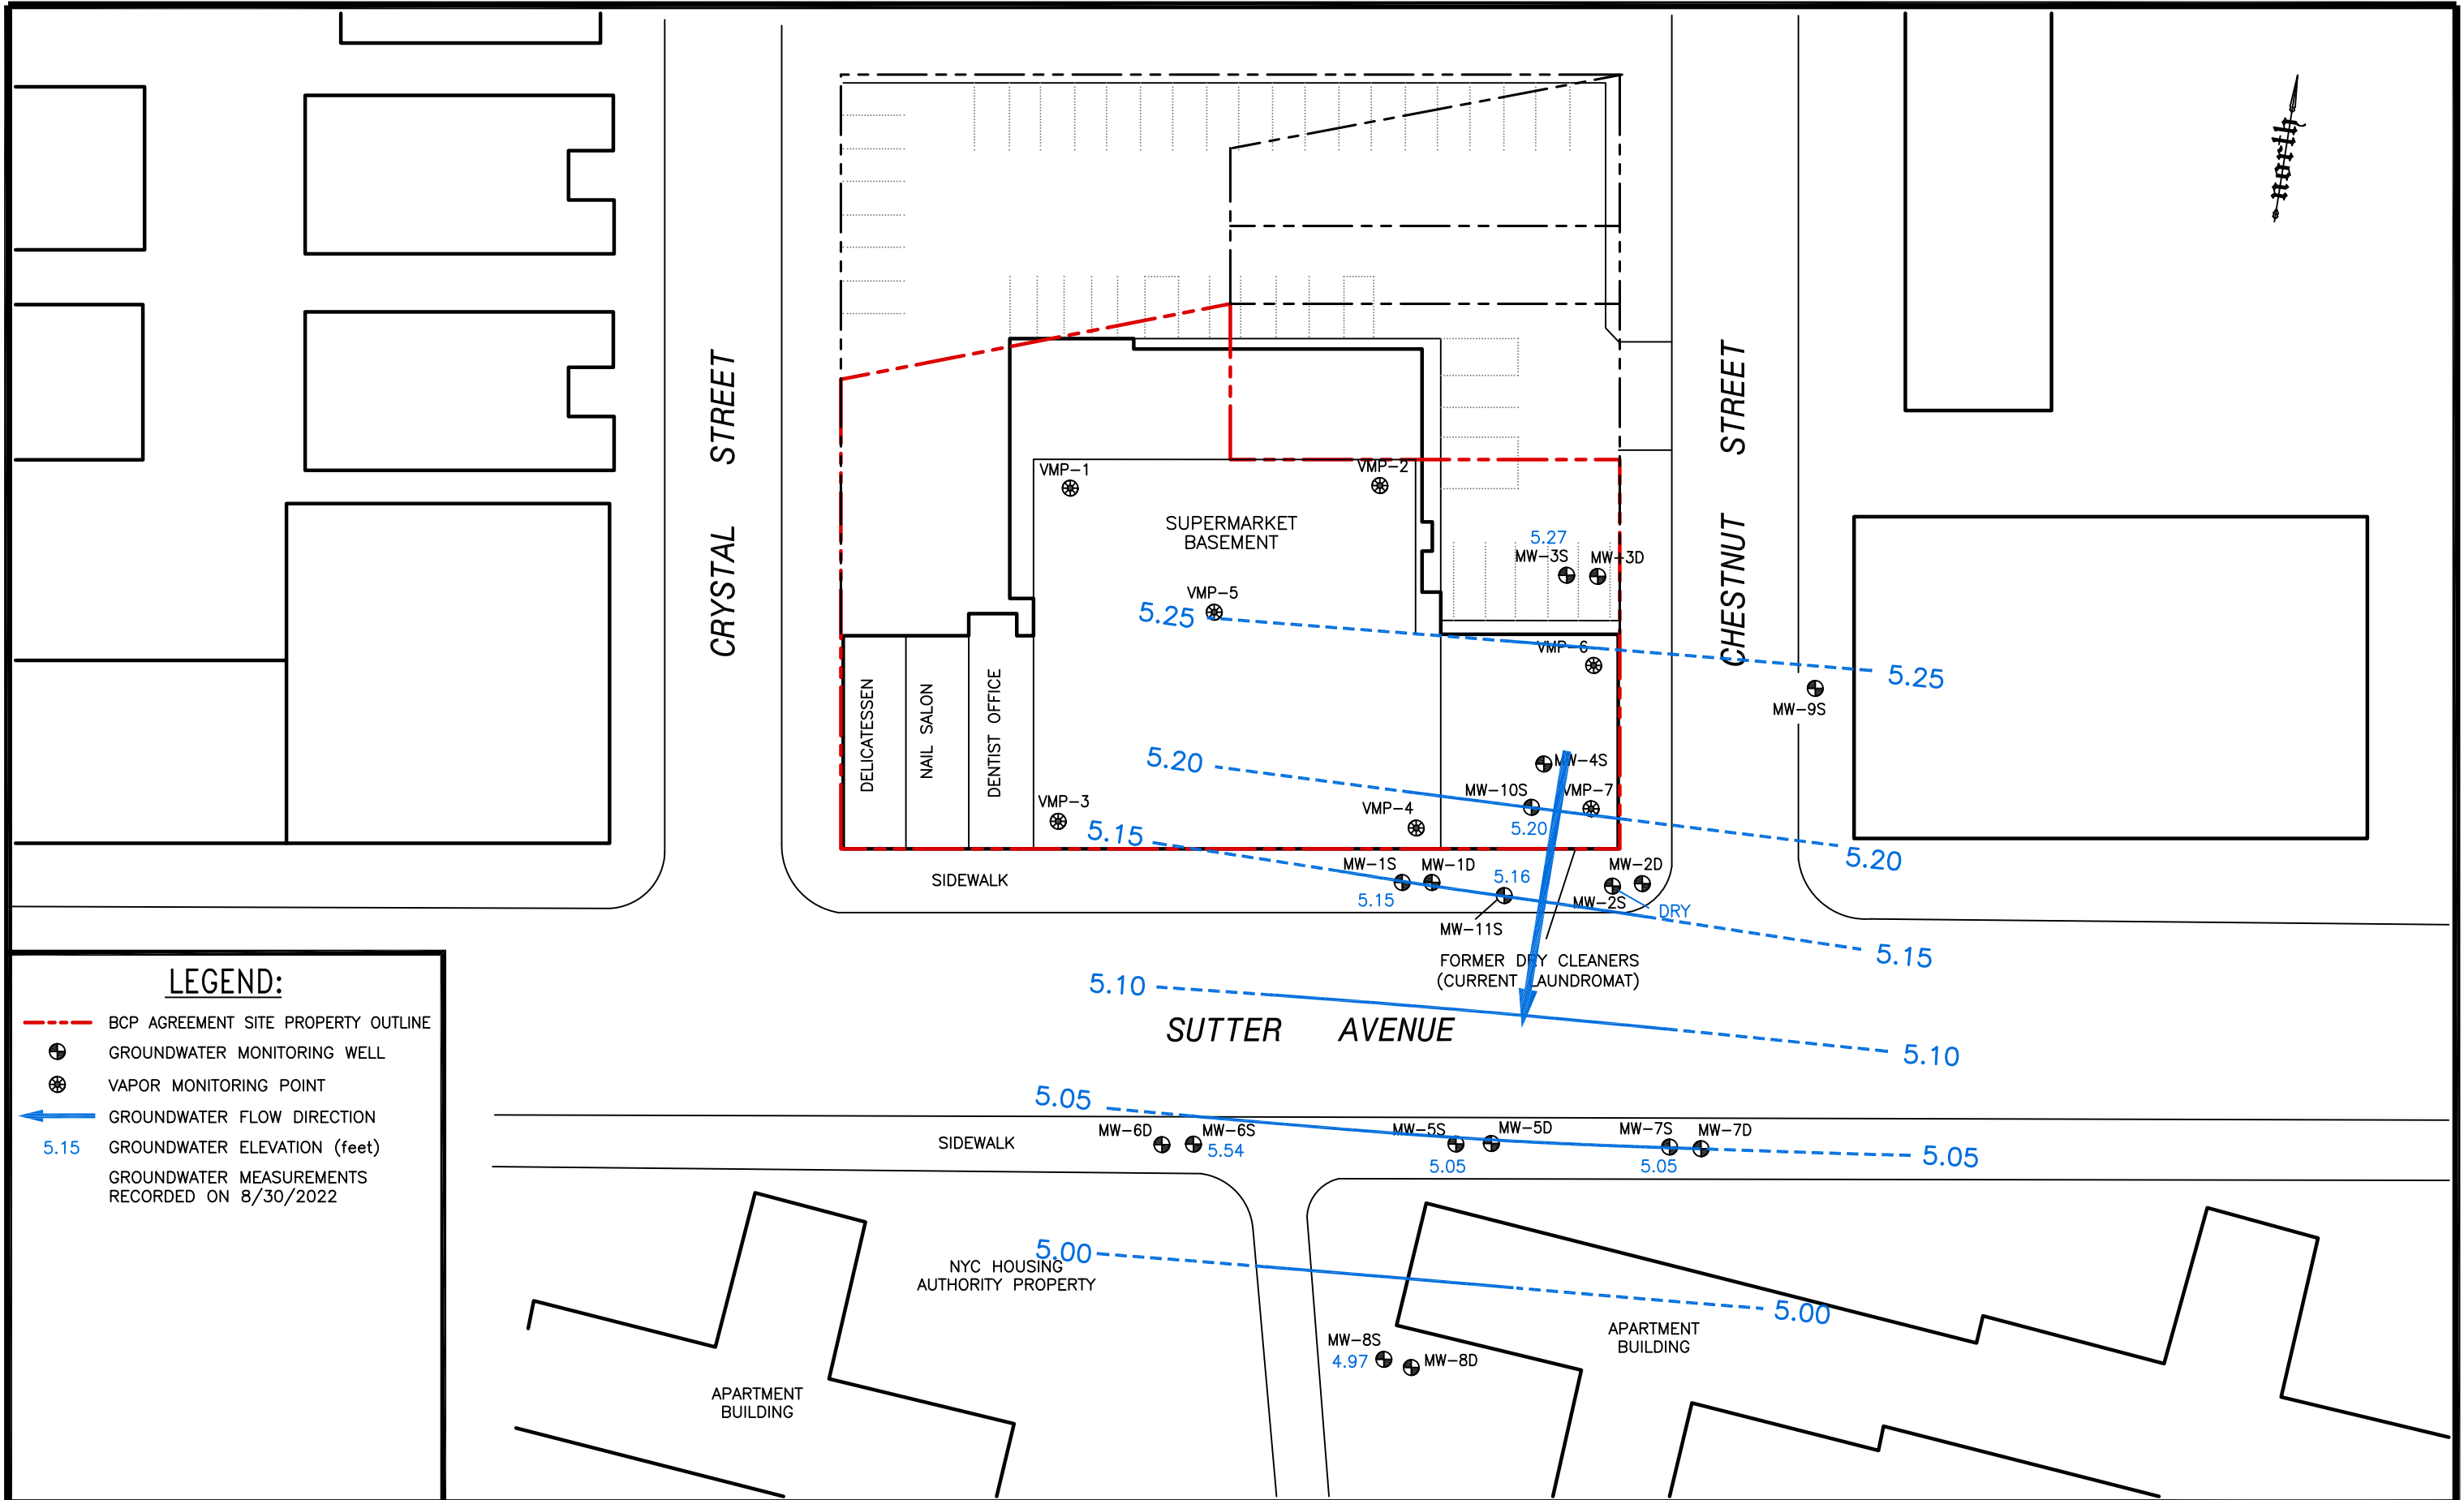 north
CRYSTAL STREET
CHESTNUT STREET
VMP-1
VMP-2
SUPERMARKET
BASEMENT
5.27
MW-3S
MW-3D
VMP-5
5.25
VMP-6
5.25
DELICATESSEN
NAIL SALON
DENTIST OFFICE
MW-9S
5.20
MW-4S
MW-10S
VMP-7
VMP-3
VMP-4
5.20
5.15
5.20
MW-1S
MW-1D
5.16
MW-2D
SIDEWALK
5.15
MW-2S
DRY
MW-11S
5.15
FORMER DRY CLEANERS
(CURRENT LAUNDROMAT)
5.10
SUTTER AVENUE
5.10
5.05
MW-6D
MW-6S
MW-5S
MW-5D
MW-7S
MW-7D
SIDEWALK
5.54
5.05
5.05
5.05
5.00
NYC HOUSING
AUTHORITY PROPERTY
5.00
MW-8S
4.97
MW-8D
APARTMENT
BUILDING
APARTMENT
BUILDING
LEGEND:
BCP AGREEMENT SITE PROPERTY OUTLINE
GROUNDWATER MONITORING WELL
VAPOR MONITORING POINT
GROUNDWATER FLOW DIRECTION
5.15 GROUNDWATER ELEVATION (feet)
GROUNDWATER MEASUREMENTS
RECORDED ON 8/30/2022